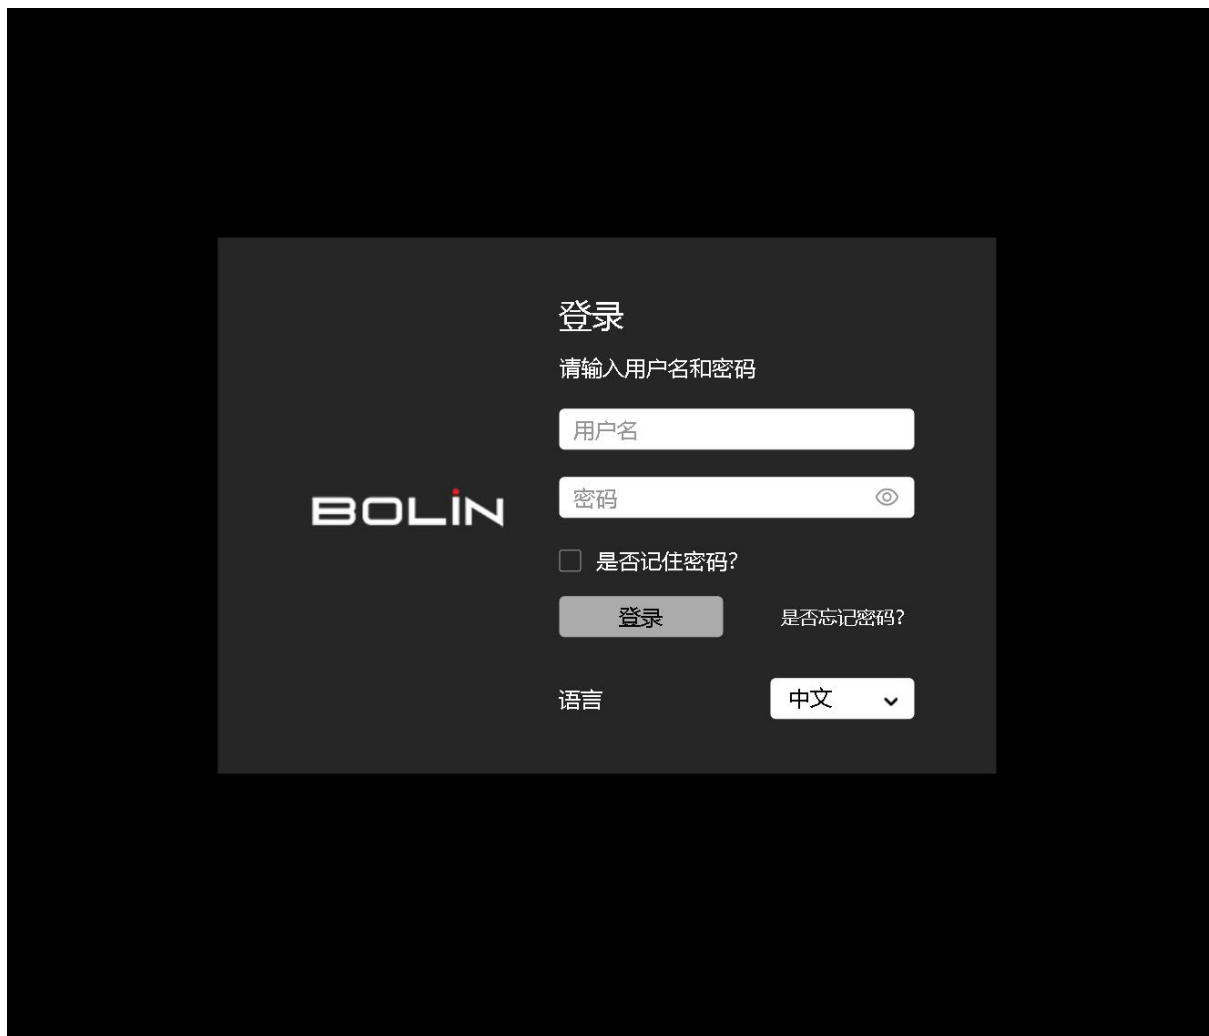 登录
请输入用户名和密码
用户名
BOLIN
密码
是否记住密码?
登录 是否忘记密码?
语言 中文